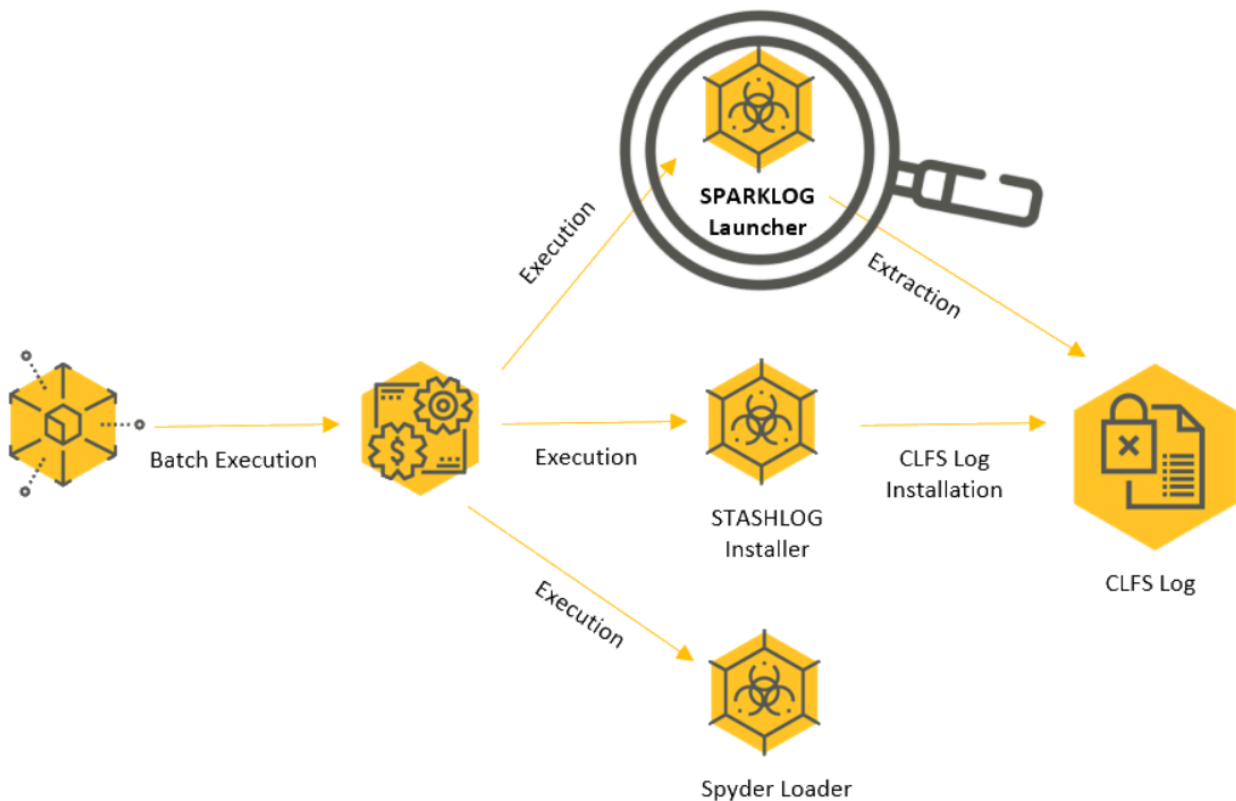 SPARKLOG
Launcher
Execution
Extraction
Batch Execution
Execution
CLFS Log
Installation
STASHLOG
Installer
CLFS Log
Execution
Spyder Loader